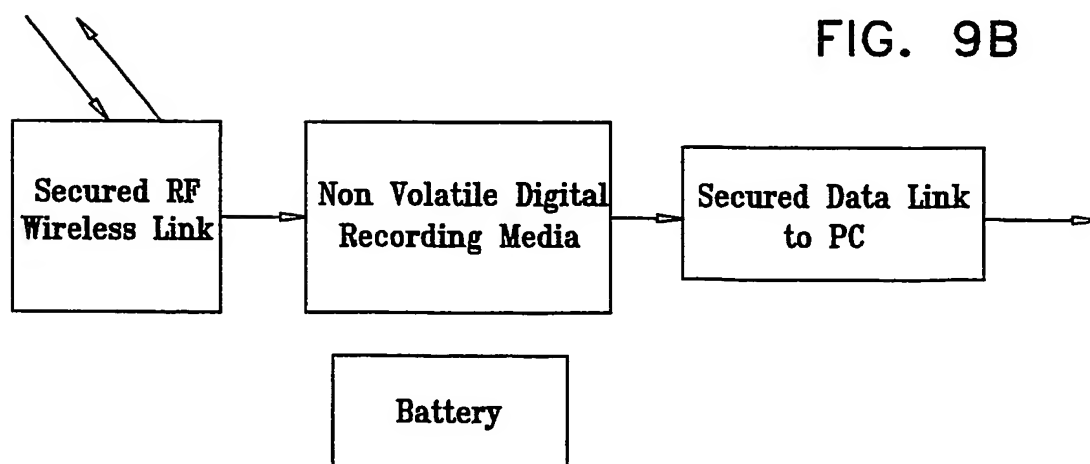 FIG. 9B
Secured RF
Wireless Link
Non Volatile Digital
Recording Media
Secured Data Link
to PC
Battery